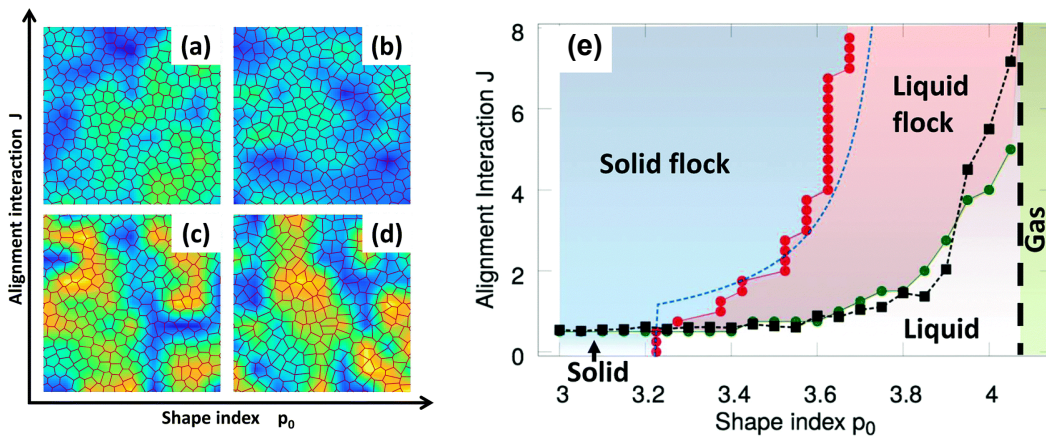 (a)
(b)
(c)
(d)
Alignment interaction J
Shape index p0
(e)
8
6
4
2
0
Alignment Interaction J
Solid flock
Liquid
flock
Gas
Liquid
Solid
3
3.2
3.4
3.6
3.8
4
Shape index p0